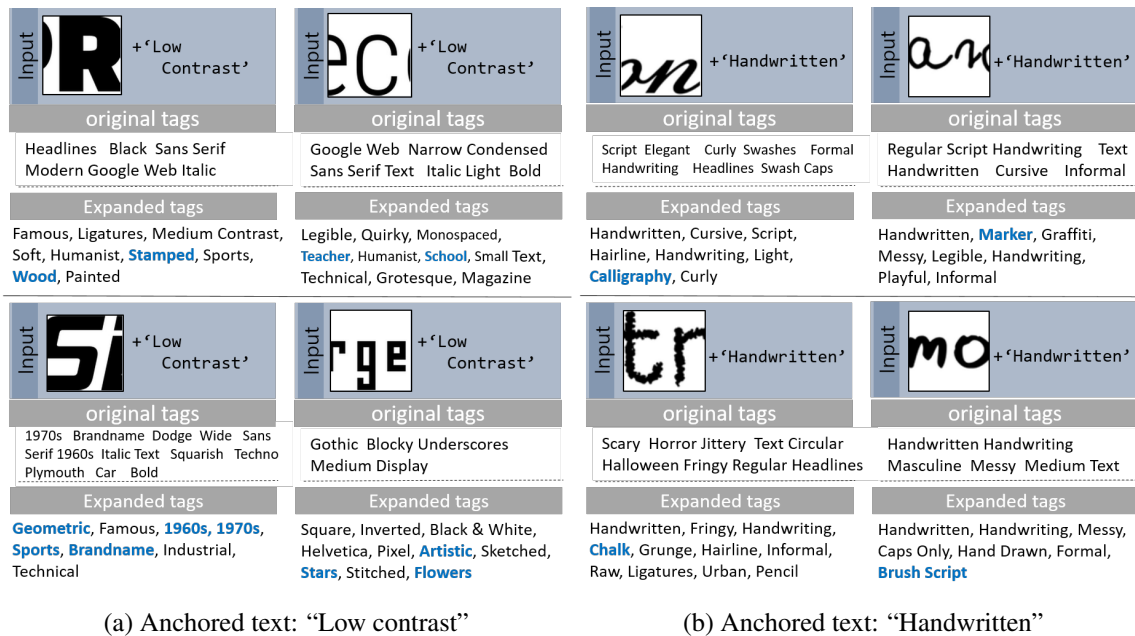 Input
R
+‘Low
Contrast’
original tags
Headlines Black Sans Serif
Modern Google Web Italic
Expanded tags
Famous, Ligatures, Medium Contrast,
Soft, Humanist, Stamped, Sports,
Wood, Painted
Input
ec
+‘Low
Contrast’
original tags
Google Web Narrow Condensed
Sans Serif Text Italic Light Bold
Expanded tags
Legible, Quirky, Monospaced,
Teacher, Humanist, School, Small Text,
Technical, Grotesque, Magazine
Input
on
+‘Handwritten’
original tags
Script Elegant Curly Swashes Formal
Handwriting Headlines Swash Caps
Expanded tags
Handwritten, Cursive, Script,
Hairline, Handwriting, Light,
Calligraphy, Curly
Input
an
+‘Handwritten’
original tags
Regular Script Handwriting Text
Handwritten Cursive Informal
Expanded tags
Handwritten, Marker, Graffiti,
Messy, Legible, Handwriting,
Playful, Informal
Input
Si
+‘Low
Contrast’
original tags
1970s Brandname Dodge Wide Sans
Serif 1960s Italic Text Squarish Techno
Plymouth Car Bold
Expanded tags
Geometric, Famous, 1960s, 1970s,
Sports, Brandname, Industrial,
Technical
Input
rge
+‘Low
Contrast’
original tags
Gothic Blocky Underscores
Medium Display
Expanded tags
Square, Inverted, Black & White,
Helvetica, Pixel, Artistic, Sketched,
Stars, Stitched, Flowers
Input
tr
+‘Handwritten’
original tags
Scary Horror Jittery Text Circular
Halloween Fringy Regular Headlines
Expanded tags
Handwritten, Fringy, Handwriting,
Chalk, Grunge, Hairline, Informal,
Raw, Ligatures, Urban, Pencil
Input
mo
+‘Handwritten’
original tags
Handwritten Handwriting
Masculine Messy Medium Text
Expanded tags
Handwritten, Handwriting, Messy,
Caps Only, Hand Drawn, Formal,
Brush Script
(a) Anchored text: “Low contrast”
(b) Anchored text: “Handwritten”